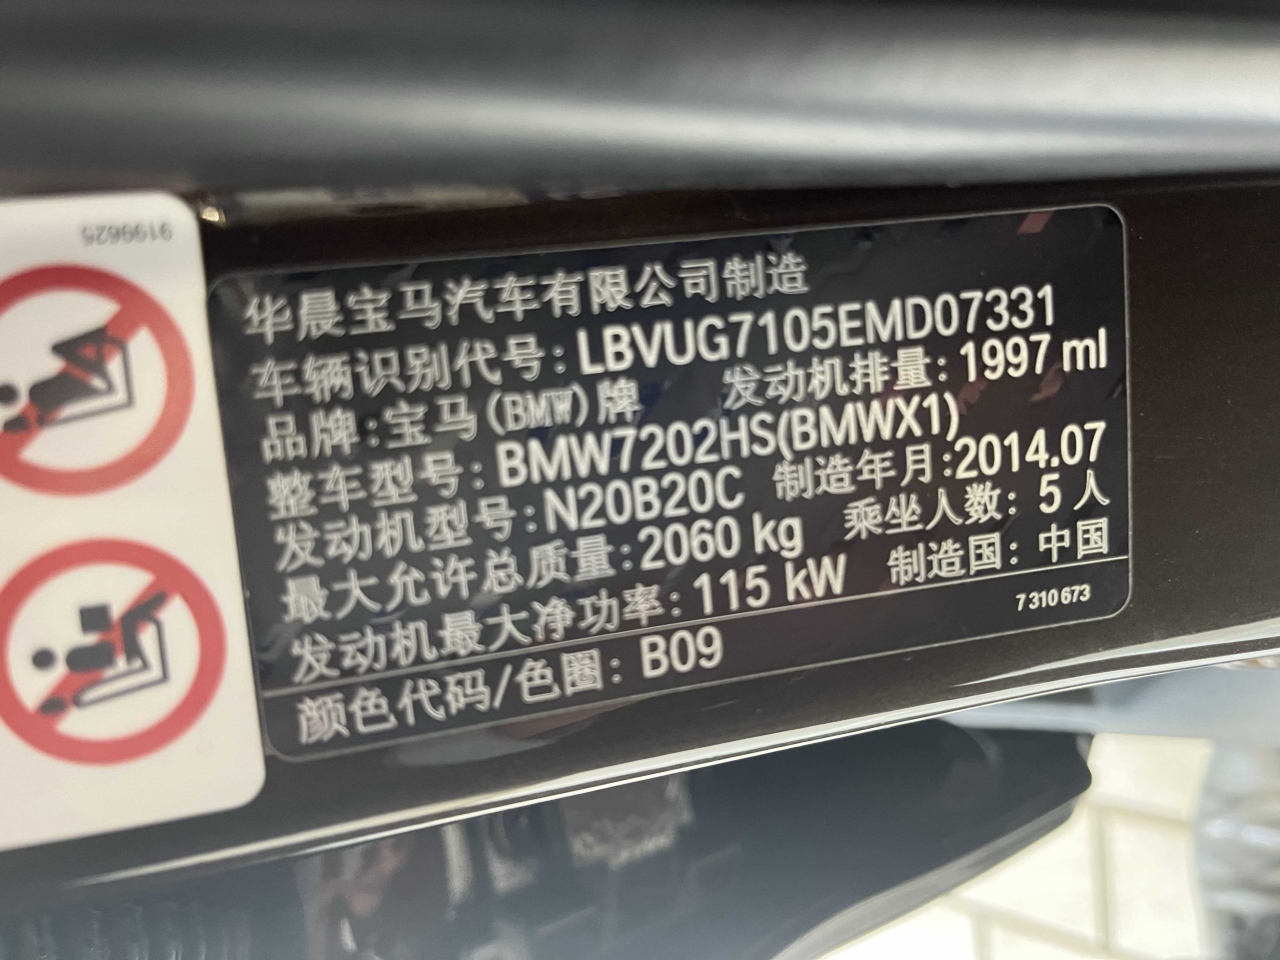 9199625
华晨宝马汽车有限公司制造
车辆识别代号: LBVUG7105EMD07331
品牌: 宝马(BMW)牌 发动机排量: 1997 ml
整车型号: BMW7202HS(BMWX1)
发动机型号: N20B20C 制造年月: 2014.07
最大允许总质量: 2060 kg 乘坐人数: 5 人
发动机最大净功率: 115 kW 制造国: 中国
7 310 673
颜色代码/色圈: B09